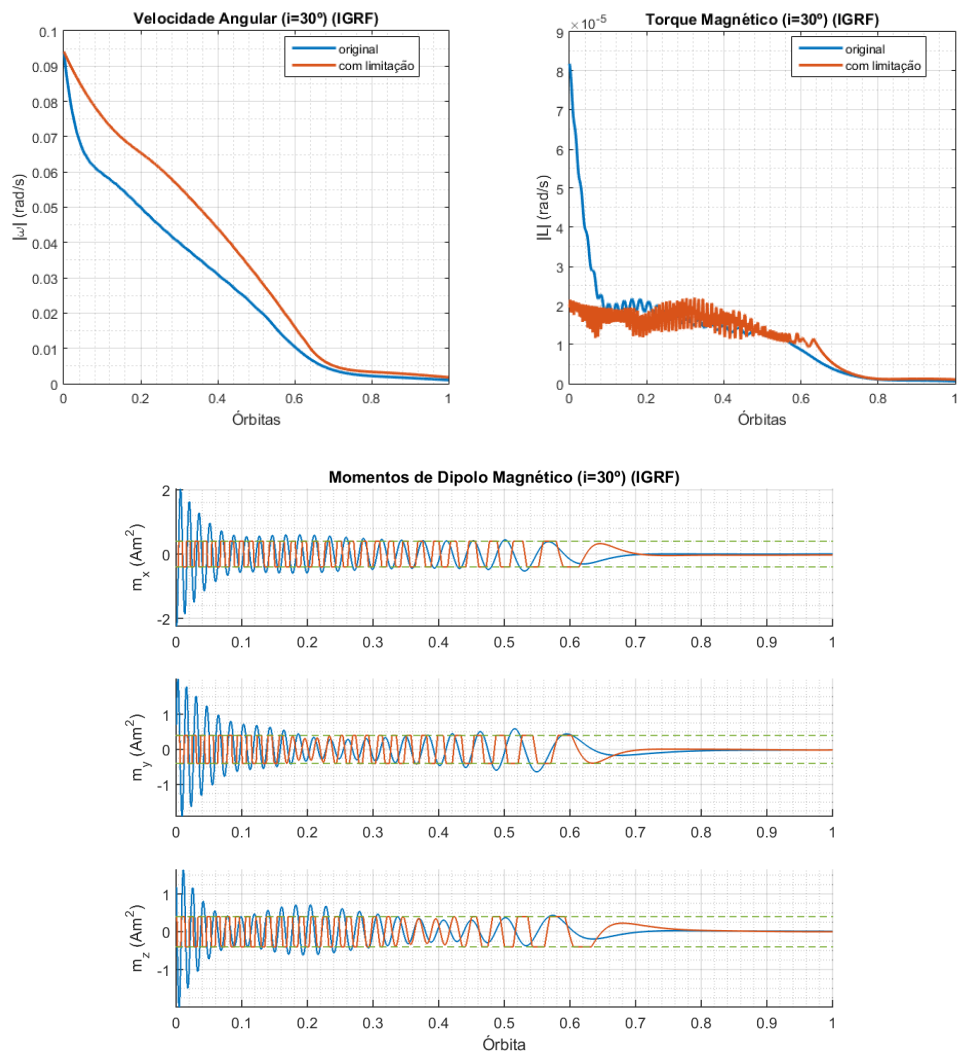 Velocidade Angular (i=30º) (IGRF)
|ω| (rad/s)
0.1
0.09
0.08
0.07
0.06
0.05
0.04
0.03
0.02
0.01
0
0 0.2 0.4 0.6 0.8 1
Órbitas
original
com limitação
Torque Magnético (i=30º) (IGRF)
× 10^-5
|L| (rad/s)
9
8
7
6
5
4
3
2
1
0
0 0.2 0.4 0.6 0.8 1
Órbitas
original
com limitação
Momentos de Dipolo Magnético (i=30º) (IGRF)
m_x (Am^2)
2
0
-2
0 0.1 0.2 0.3 0.4 0.5 0.6 0.7 0.8 0.9 1
m_y (Am^2)
1
0
-1
0 0.1 0.2 0.3 0.4 0.5 0.6 0.7 0.8 0.9 1
m_z (Am^2)
1
0
-1
0 0.1 0.2 0.3 0.4 0.5 0.6 0.7 0.8 0.9 1
Órbita